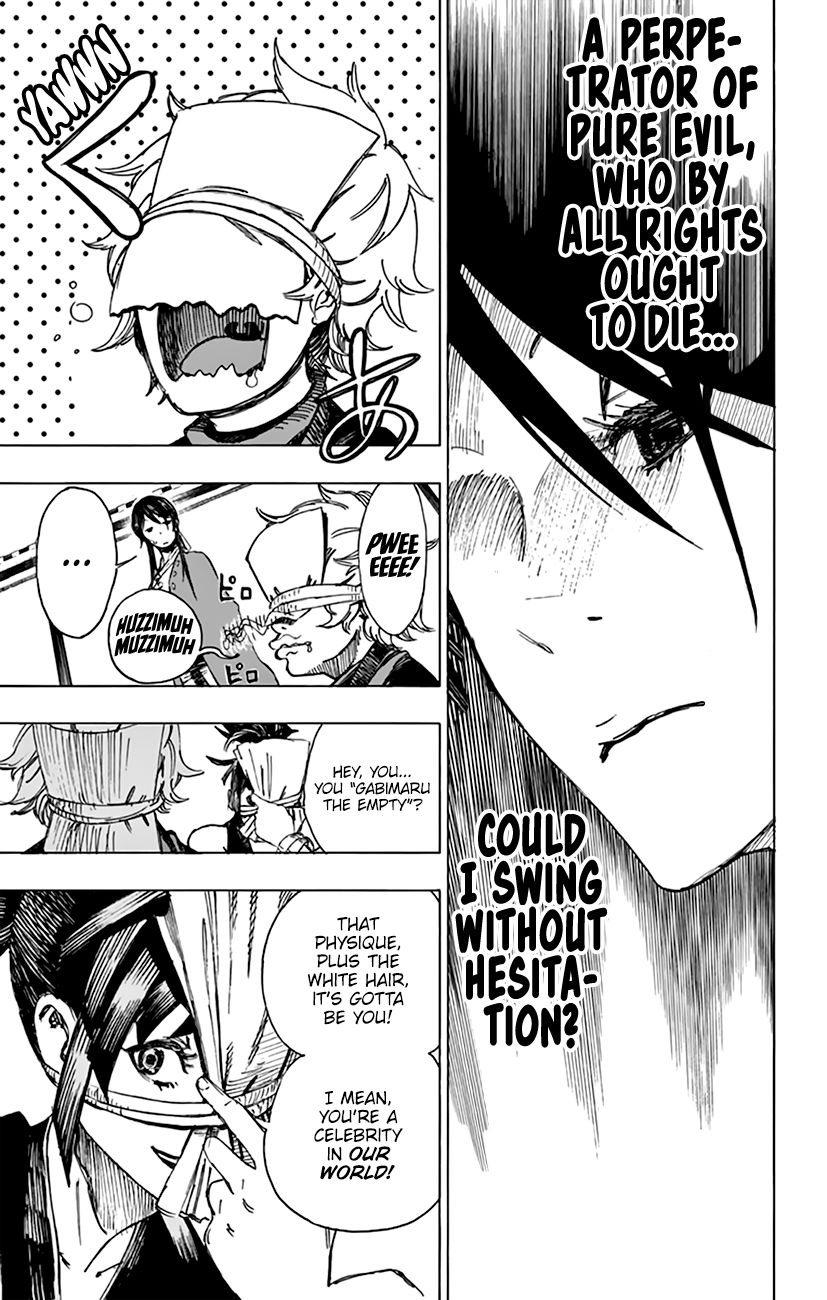 A PERPE-
TRATOR OF
PURE EVIL,
WHO BY
ALL RIGHTS
OUGHT
TO DIE...
COULD
I SWING
WITHOUT
HESITA-
TION?
YAWWN
くあ
PWEE
EEEE!
ピロ
ピロ
HUZZIMUH
MUZZIMUH
...
HEY, YOU...
YOU "GABIMARU
THE EMPTY"?
THAT
PHYSIQUE,
PLUS THE
WHITE HAIR,
IT'S GOTTA
BE YOU!
I MEAN,
YOU'RE A
CELEBRITY
IN OUR
WORLD!